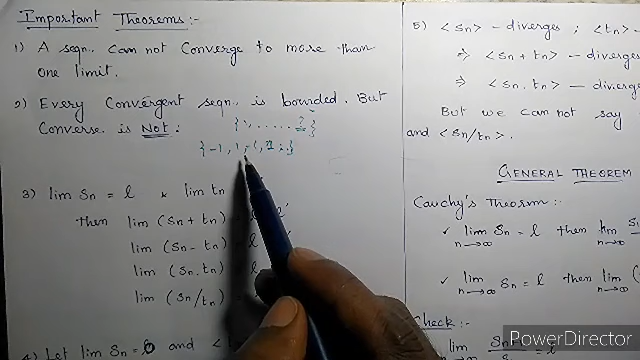 Important Theorems :-
1) A seqn. can not converge to more than
one limit.
2) Every Convergent seqn. is bounded. But
Converse is Not.
{ -1, 1, -1, 1, ... }
3) lim Sn = l & lim tn
then lim (Sn + tn) = l
lim (Sn - tn) = l
lim (Sn . tn) = l
lim (Sn/tn) =
4) Let lim Sn = 0 and <
5) <Sn> - diverges ; <tn> -
⇒ <Sn + tn> - diverges
⇒ <Sn . tn> - diverges
But we can not say
and <Sn/tn>.
GENERAL THEOREM
Cauchy's Theorem :-
✓ lim n→∞ Sn = l then lim n→∞
✓ lim n→∞ Sn = l then lim n→∞ (
Check :-
PowerDirector